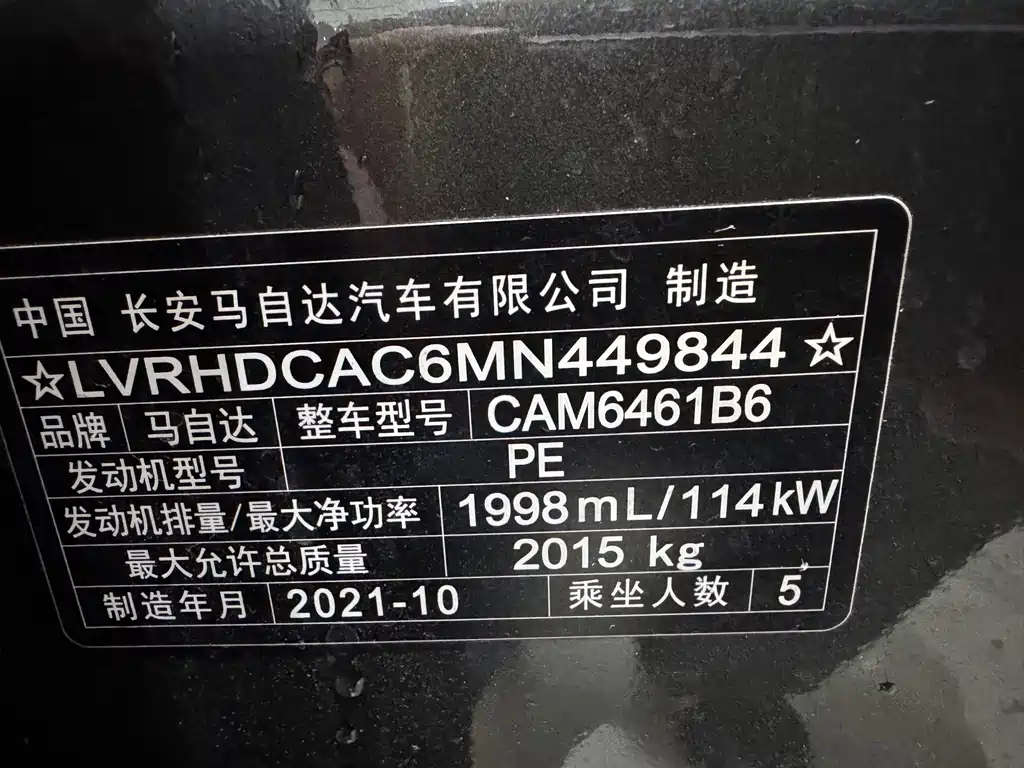 中国 长安马自达汽车有限公司 制造
☆LVRHDCAC6MN449844☆
品牌 马自达 整车型号 CAM6461B6
发动机型号 PE
发动机排量/最大净功率 1998mL/114kW
最大允许总质量 2015 kg
制造年月 2021-10 乘坐人数 5